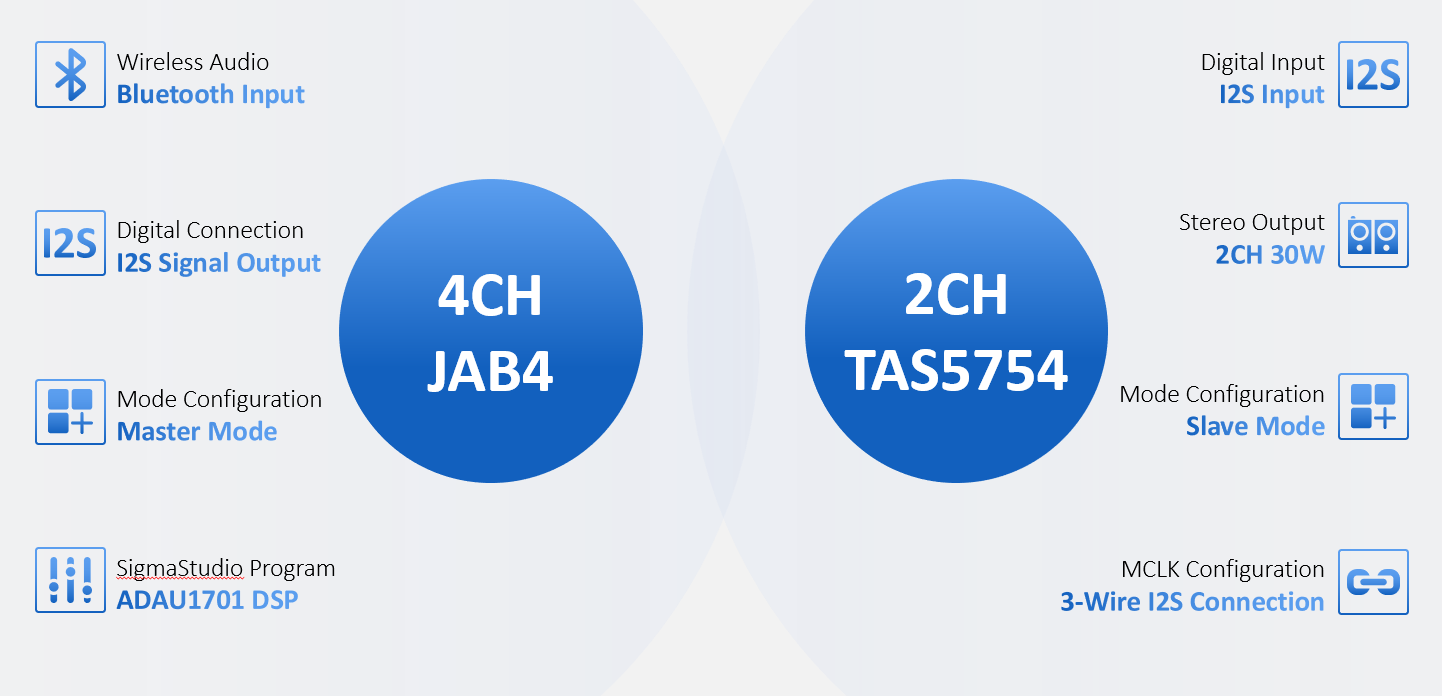 Wireless Audio
Bluetooth Input
I2S
Digital Connection
I2S Signal Output
Mode Configuration
Master Mode
SigmaStudio Program
ADAU1701 DSP
4CH
JAB4
2CH
TAS5754
Digital Input
I2S Input
I2S
Stereo Output
2CH 30W
Mode Configuration
Slave Mode
MCLK Configuration
3-Wire I2S Connection